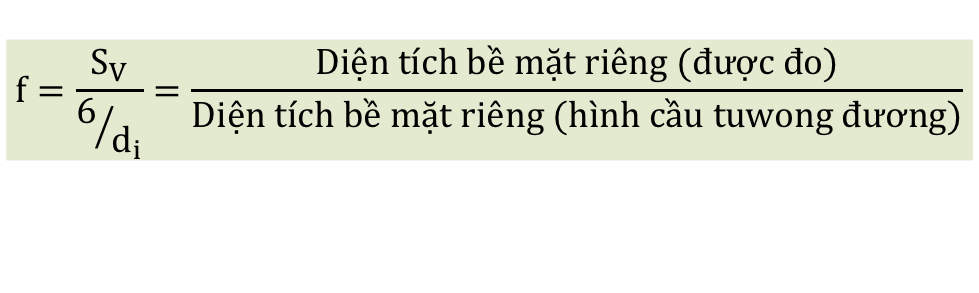 f = S_V / (6/d_i) = Diện tích bề mặt riêng (được đo) / Diện tích bề mặt riêng (hình cầu tuwong đương)